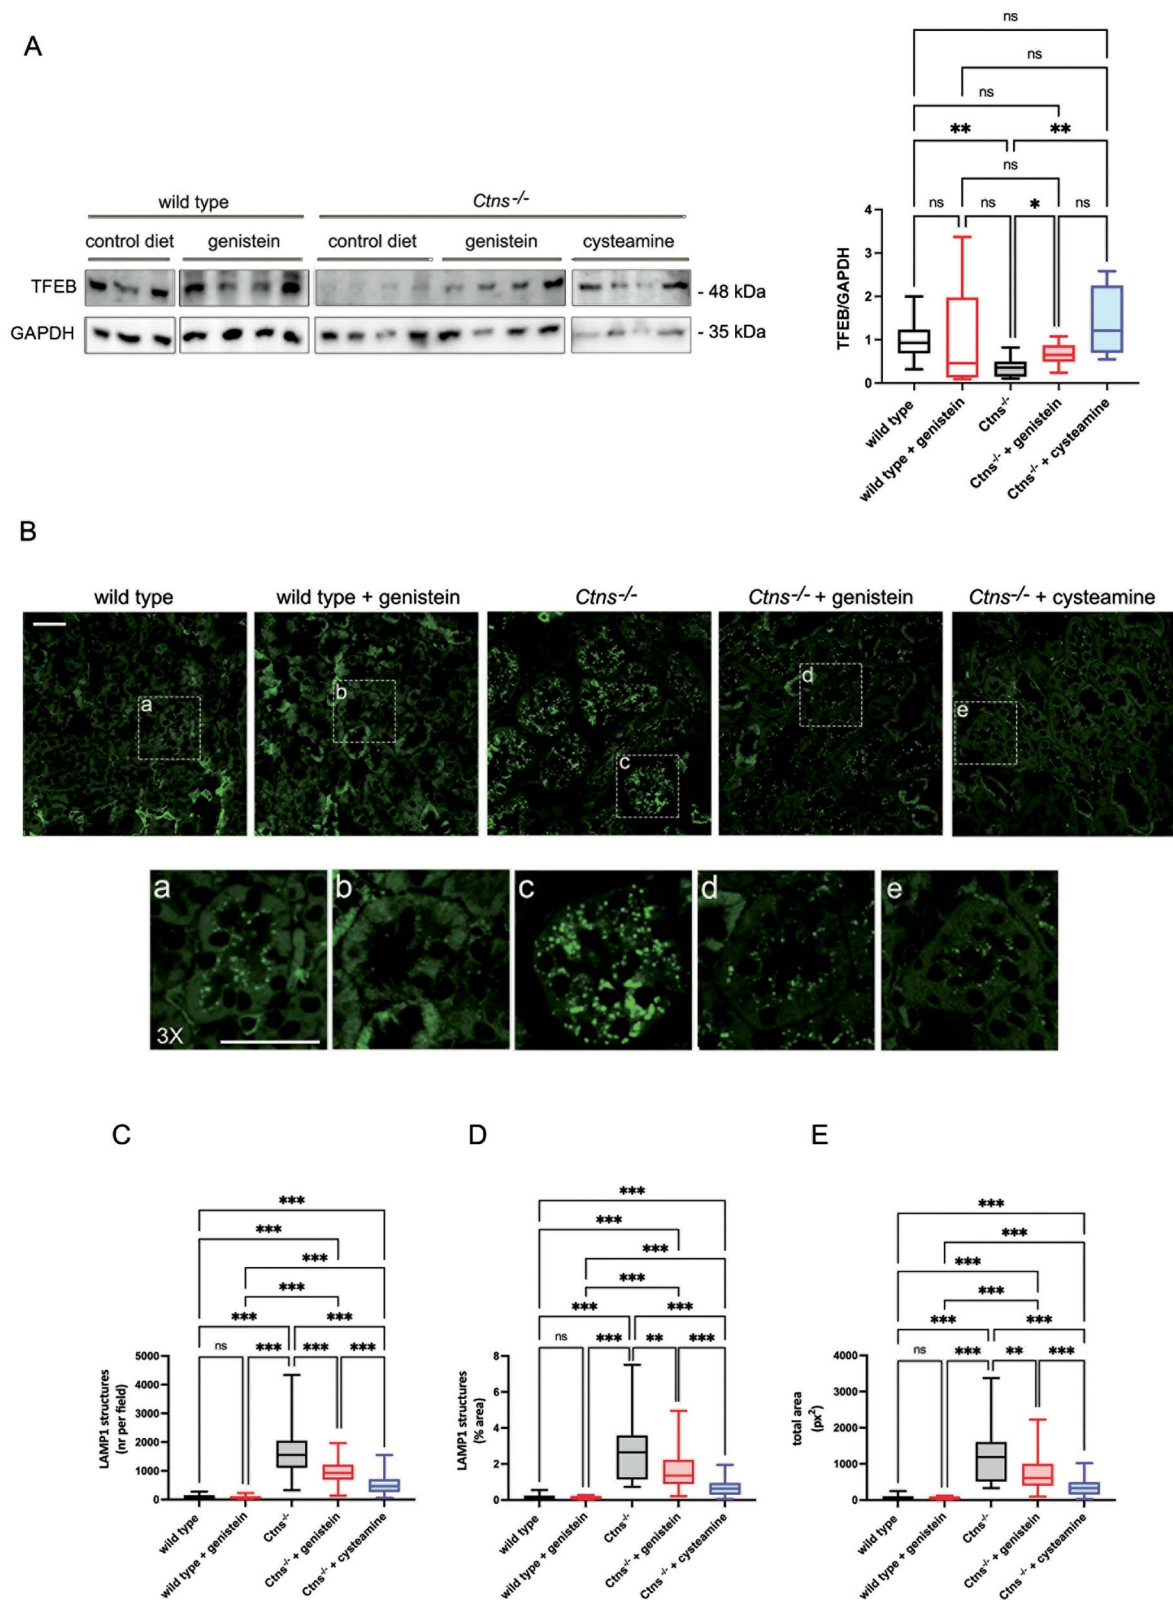 A
wild type
Ctns-/-
control diet
genistein
control diet
genistein
cysteamine
TFEB
- 48 kDa
GAPDH
- 35 kDa
ns
ns
ns
**
**
ns
ns
ns
*
ns
TFEB/GAPDH
4
3
2
1
0
wild type
wild type + genistein
Ctns-/-
Ctns-/- + genistein
Ctns-/- + cysteamine
B
wild type
wild type + genistein
Ctns-/-
Ctns-/- + genistein
Ctns-/- + cysteamine
a
b
c
d
e
a
b
c
d
e
3X
C
***
***
***
***
***
***
ns
***
***
***
LAMP1 structures
(nr per field)
5000
4000
3000
2000
1000
0
wild type
wild type + genistein
Ctns-/-
Ctns-/- + genistein
Ctns-/- + cysteamine
D
***
***
***
***
***
***
ns
***
**
***
LAMP1 structures
(% area)
8
6
4
2
0
wild type
wild type + genistein
Ctns-/-
Ctns-/- + genistein
Ctns-/- + cysteamine
E
***
***
***
***
***
***
ns
***
**
***
total area
(px²)
4000
3000
2000
1000
0
wild type
wild type + genistein
Ctns-/-
Ctns-/- + genistein
Ctns-/- + cysteamine